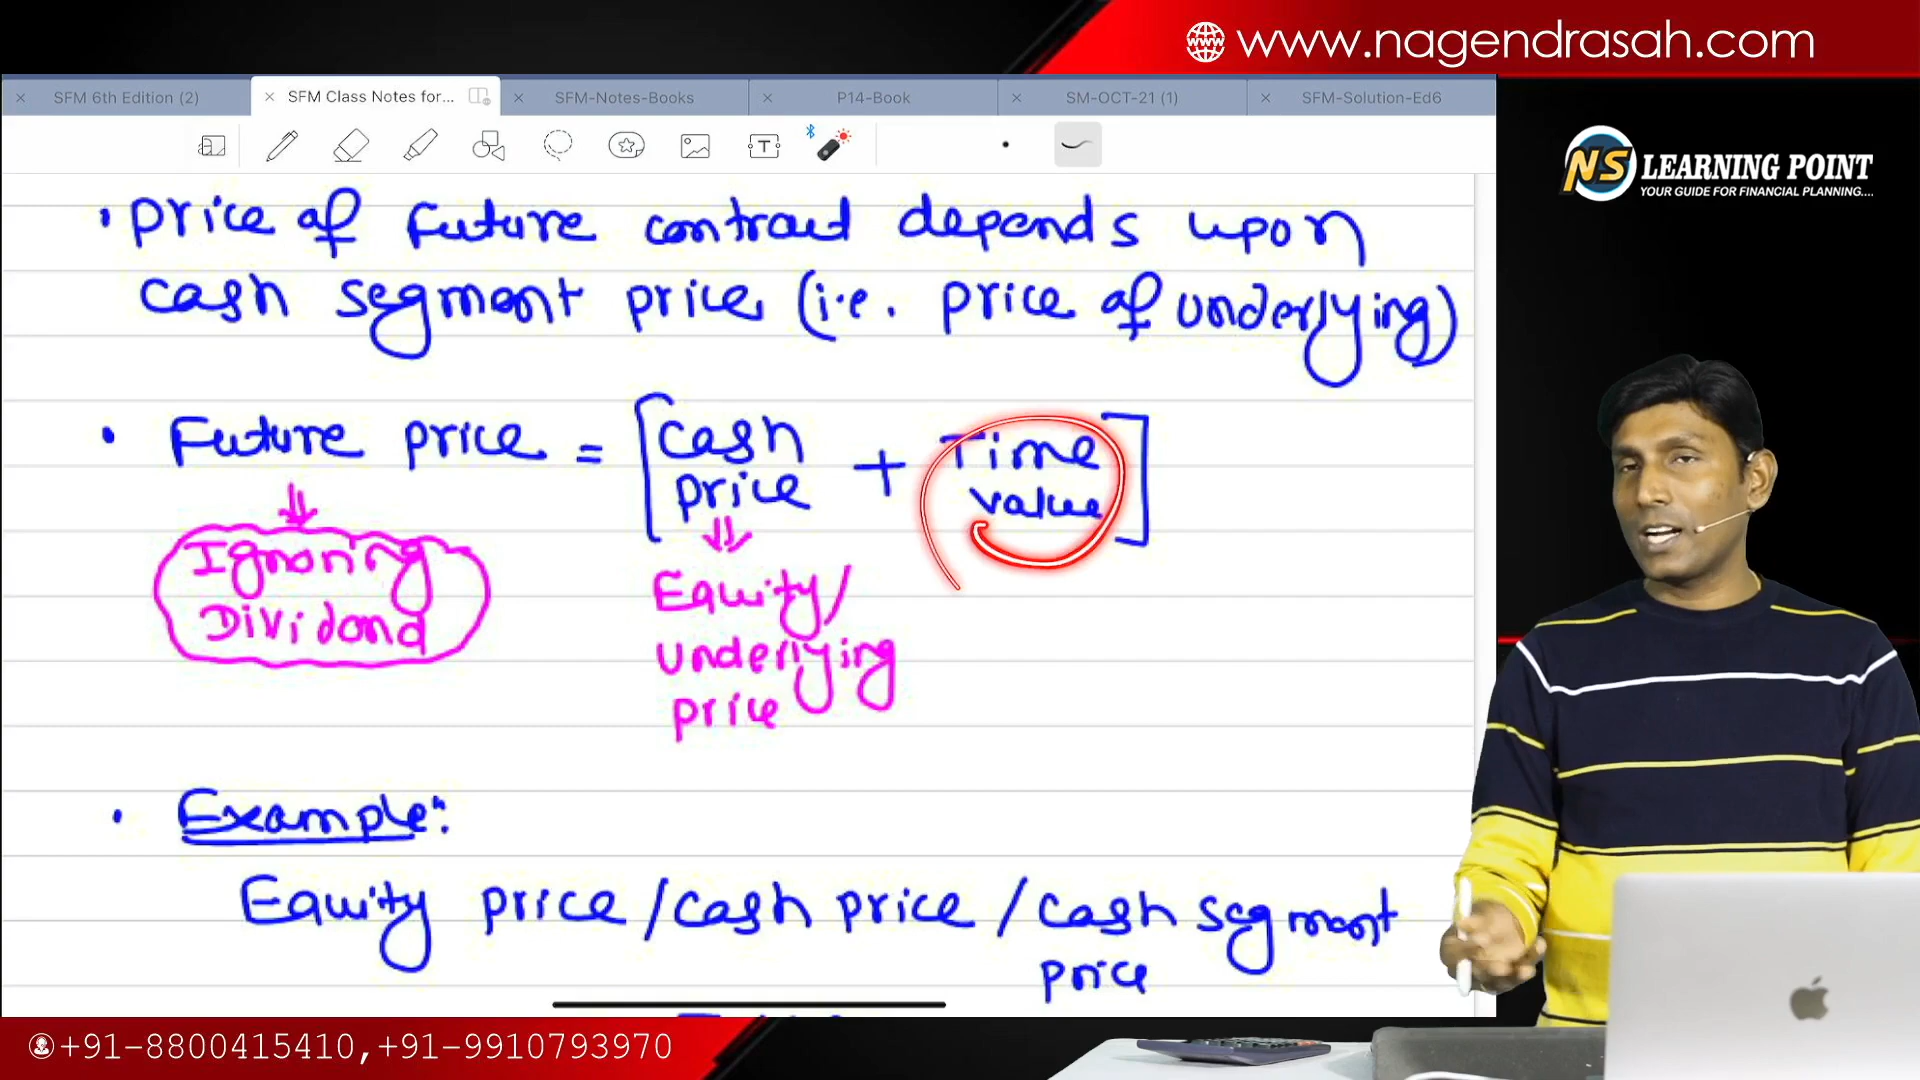 www.nagendrasah.com
SFM 6th Edition (2)
SFM Class Notes for...
SFM-Notes-Books
P14-Book
SM-OCT-21 (1)
SFM-Solution-Ed6
T
NS LEARNING POINT
YOUR GUIDE FOR FINANCIAL PLANNING....
• Price of Future contract depends upon
cash segment price (i.e. price of underlying)
• Future price = [cash price + Time value]
Ignoring
Dividend
Equity/
underlying
price
• Example:
Equity price / cash price / cash segment
price
+91-8800415410,+91-9910793970